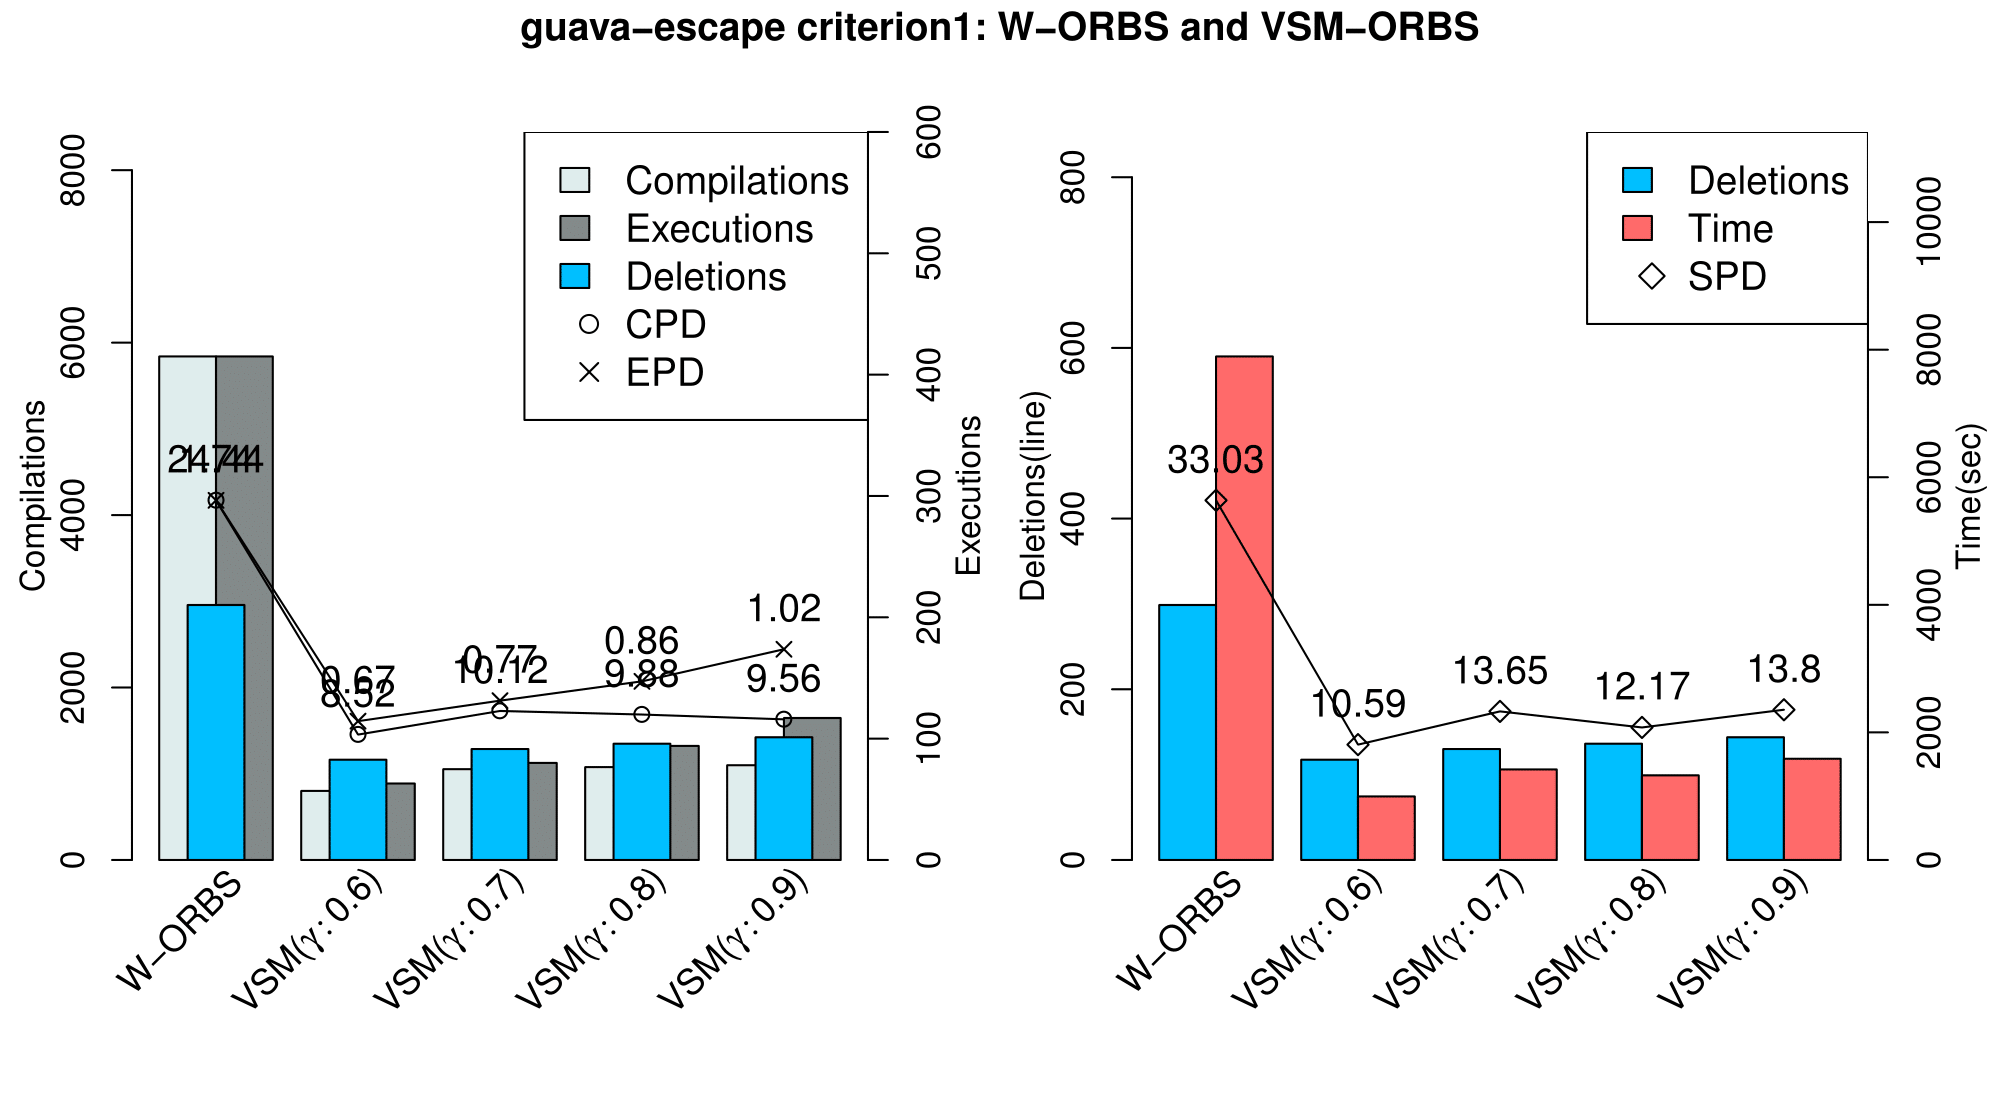 guava−escape criterion1: W−ORBS and VSM−ORBS
Compilations
0
2000
4000
6000
8000
Compilations
Executions
Deletions
CPD
EPD
0.67
8.52
0.77
10.12
0.86
9.88
1.02
9.56
0
100
200
300
400
500
600
Executions
W−ORBS
VSM(γ: 0.6)
VSM(γ: 0.7)
VSM(γ: 0.8)
VSM(γ: 0.9)
Deletions(line)
0
200
400
600
800
Deletions
Time
SPD
33.03
10.59
13.65
12.17
13.8
0
2000
4000
6000
8000
10000
Time(sec)
W−ORBS
VSM(γ: 0.6)
VSM(γ: 0.7)
VSM(γ: 0.8)
VSM(γ: 0.9)